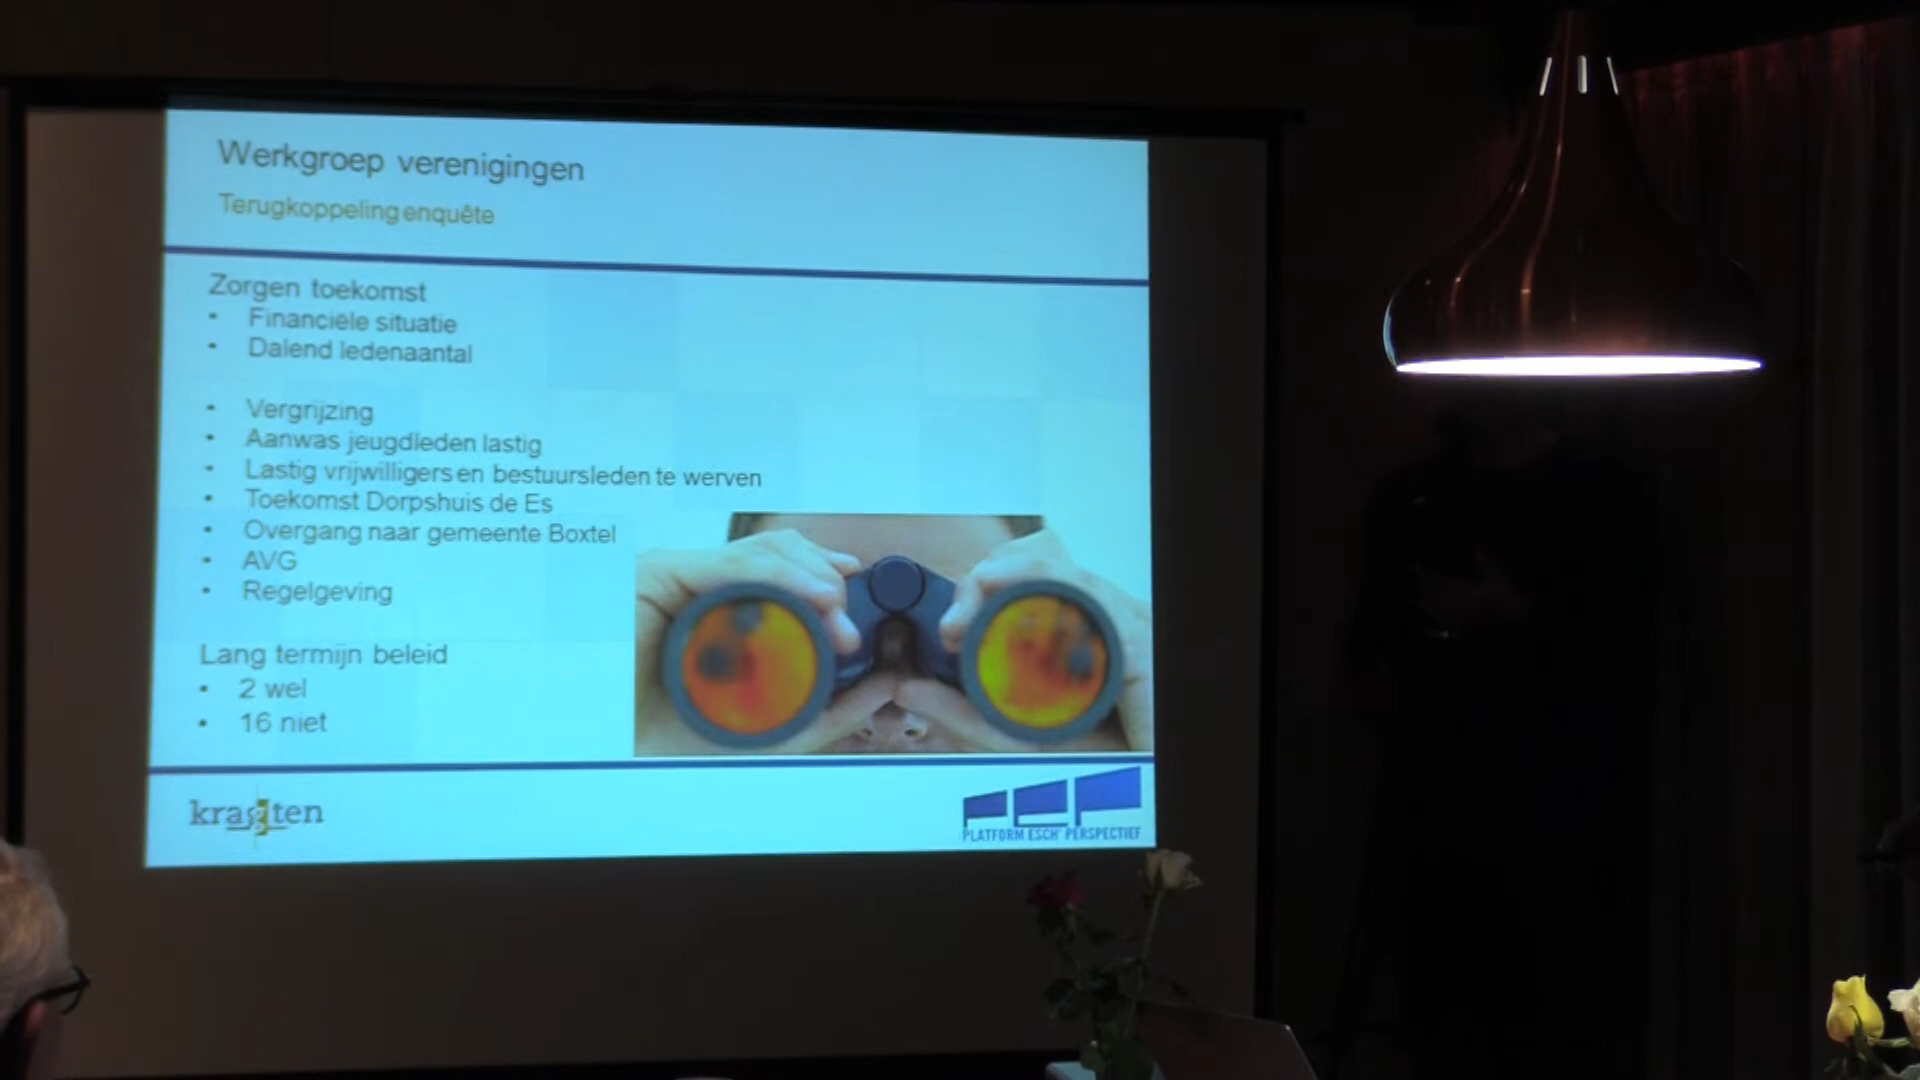 Werkgroep verenigingen
Terugkoppeling enquête
Zorgen toekomst
• Financiële situatie
• Dalend ledenaantal
• Vergrijzing
• Aanwas jeugdleden lastig
• Lastig vrijwilligers en bestuursleden te werven
• Toekomst Dorpshuis de Es
• Overgang naar gemeente Boxtel
• AVG
• Regelgeving
Lang termijn beleid
• 2 wel
• 16 niet
kragten
PEP
PLATFORM ESCH' PERSPECTIEF